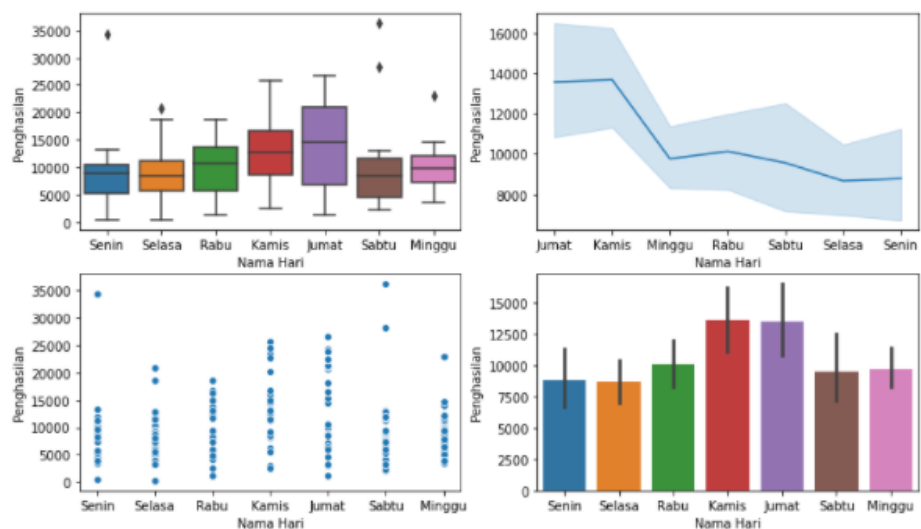 35000
30000
25000
20000
15000
10000
5000
0
Penghasilan
Senin Selasa Rabu Kamis Jumat Sabtu Minggu
Nama Hari
16000
14000
12000
10000
8000
Penghasilan
Jumat Kamis Minggu Rabu Sabtu Selasa Senin
Nama Hari
35000
30000
25000
20000
15000
10000
5000
0
Penghasilan
Senin Selasa Rabu Kamis Jumat Sabtu Minggu
Nama Hari
15000
12500
10000
7500
5000
2500
0
Penghasilan
Senin Selasa Rabu Kamis Jumat Sabtu Minggu
Nama Hari